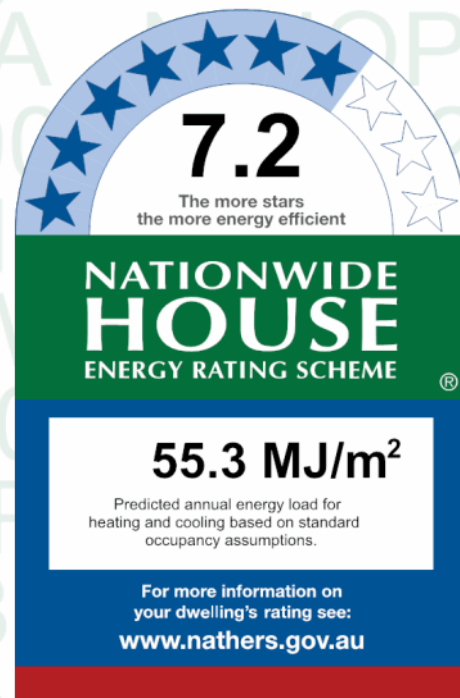 7.2
The more stars
the more energy efficient
NATIONWIDE
HOUSE
ENERGY RATING SCHEME
®
55.3 MJ/m²
Predicted annual energy load for
heating and cooling based on standard
occupancy assumptions.
For more information on
your dwelling's rating see:
www.nathers.gov.au